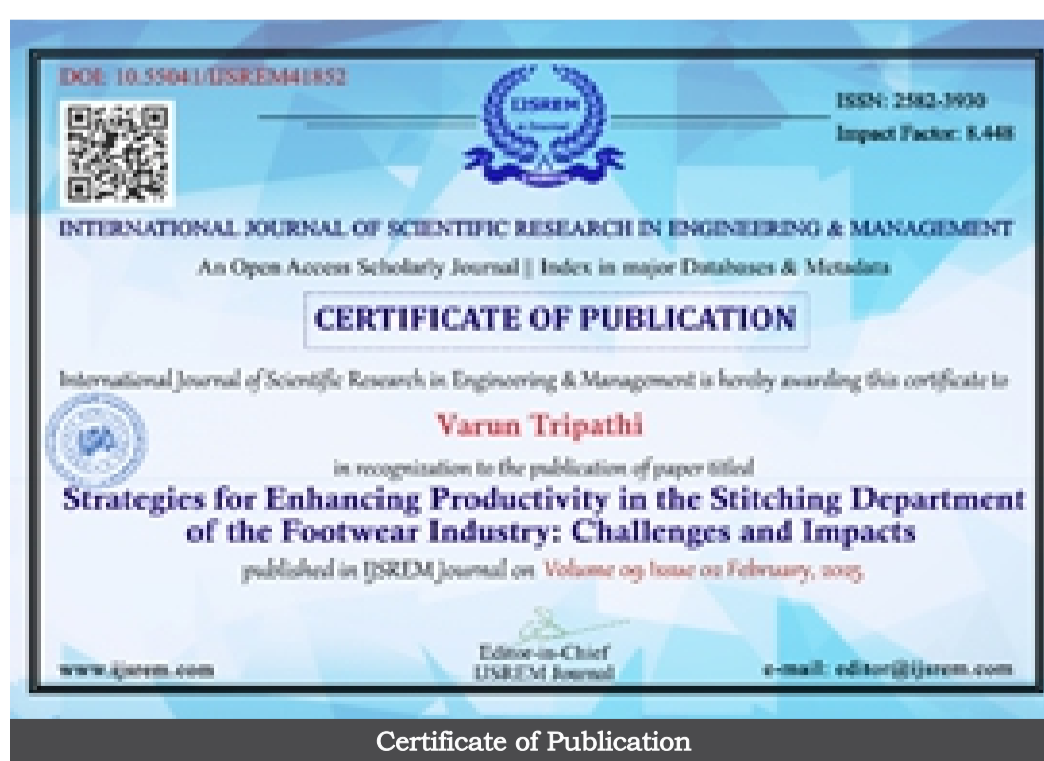 DOI: 10.55041/IJSREM41852
ISSN: 2582-3930
Impact Factor: 8.448
IJSREM
INTERNATIONAL JOURNAL OF SCIENTIFIC RESEARCH IN ENGINEERING & MANAGEMENT
An Open Access Scholarly Journal || Index in major Databases & Metadata
CERTIFICATE OF PUBLICATION
International Journal of Scientific Research in Engineering & Management is hereby awarding this certificate to
Varun Tripathi
in recognition to the publication of paper titled
Strategies for Enhancing Productivity in the Stitching Department
of the Footwear Industry: Challenges and Impacts
published in IJSREM Journal on Volume 09 Issue 02 February, 2025
Editor-in-Chief
IJSREM Journal
www.ijsrem.com
e-mail: editor@ijsrem.com
Certificate of Publication